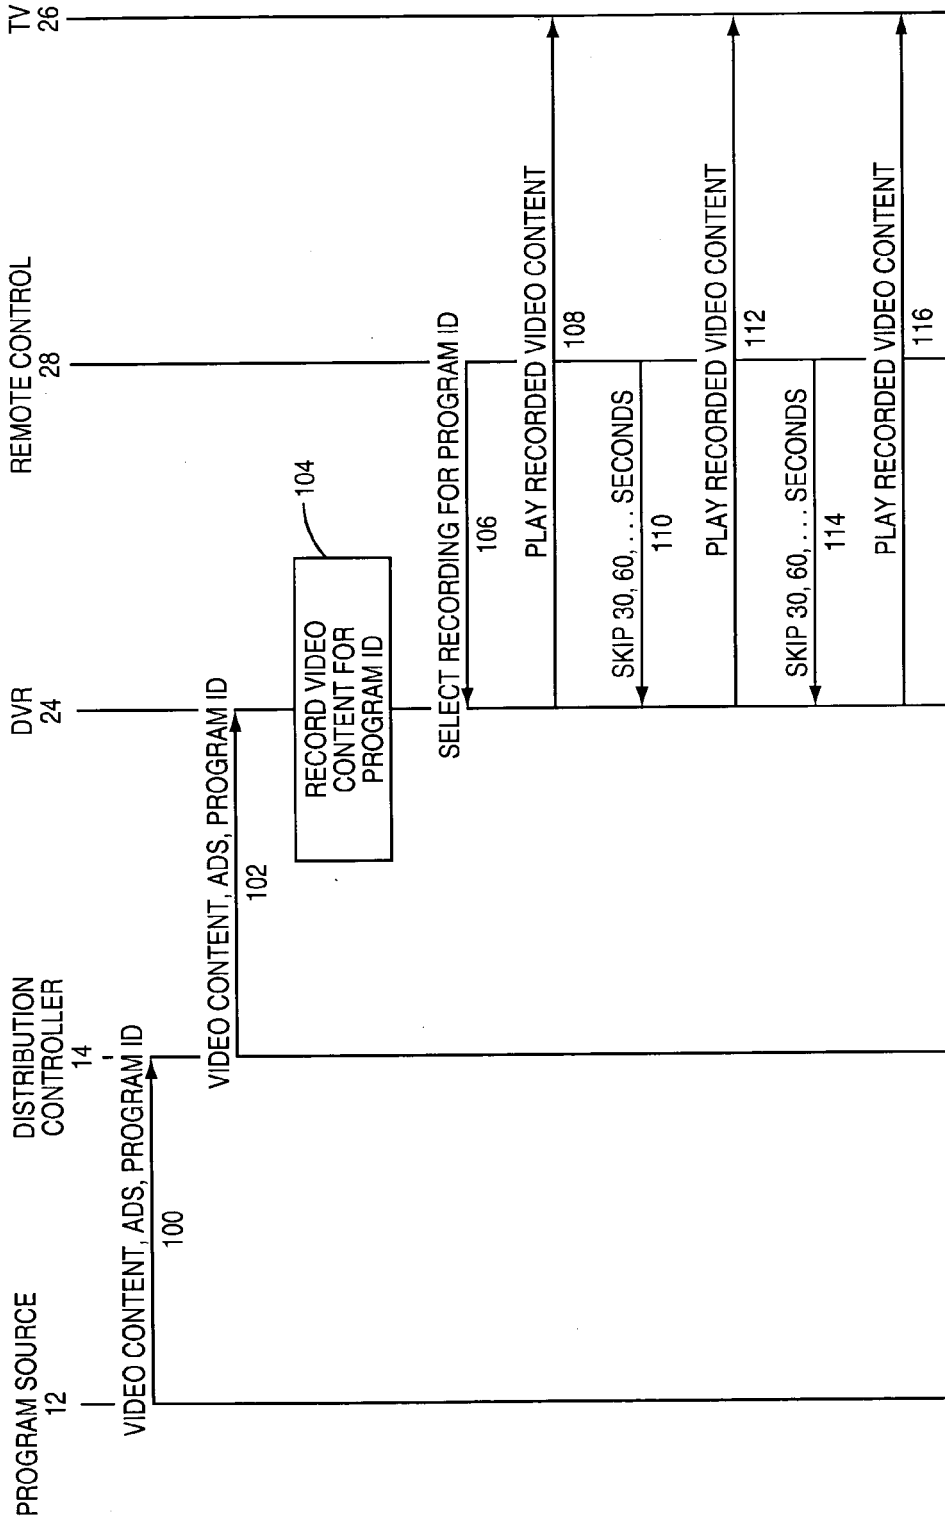 PROGRAM SOURCE
12
DISTRIBUTION
CONTROLLER
14
DVR
24
REMOTE CONTROL
28
TV
26
VIDEO CONTENT, ADS, PROGRAM ID
100
VIDEO CONTENT, ADS, PROGRAM ID
102
RECORD VIDEO
CONTENT FOR
PROGRAM ID
104
SELECT RECORDING FOR PROGRAM ID
106
PLAY RECORDED VIDEO CONTENT
108
SKIP 30, 60, . . . . SECONDS
110
PLAY RECORDED VIDEO CONTENT
112
SKIP 30, 60, . . . . SECONDS
114
PLAY RECORDED VIDEO CONTENT
116